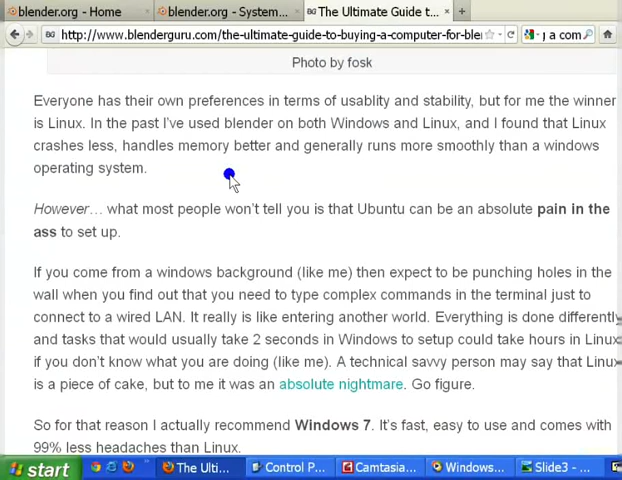 blender.org - Home
blender.org - System...
The Ultimate Guide t...
http://www.blenderguru.com/the-ultimate-guide-to-buying-a-computer-for-ble
a com
Photo by fosk
Everyone has their own preferences in terms of usablity and stability, but for me the winner
is Linux. In the past I've used blender on both Windows and Linux, and I found that Linux
crashes less, handles memory better and generally runs more smoothly than a windows
operating system.
However... what most people won't tell you is that Ubuntu can be an absolute pain in the
ass to set up.
If you come from a windows background (like me) then expect to be punching holes in the
wall when you find out that you need to type complex commands in the terminal just to
connect to a wired LAN. It really is like entering another world. Everything is done differently
and tasks that would usually take 2 seconds in Windows to setup could take hours in Linux
if you don't know what you are doing (like me). A technical savvy person may say that Linux
is a piece of cake, but to me it was an absolute nightmare. Go figure.
So for that reason I actually recommend Windows 7. It's fast, easy to use and comes with
99% less headaches than Linux.
start
The Ulti...
Control P...
Camtasia...
Windows...
Slide3 - ...